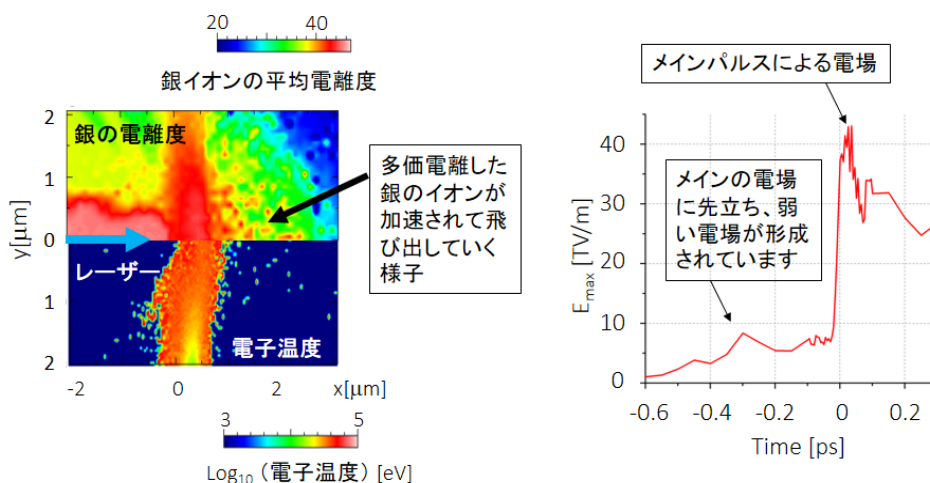 20
40
銀イオンの平均電離度
y[μm]
2
1
0
1
2
銀の電離度
レーザー
電子温度
-2
0
2
x[μm]
多価電離した
銀のイオンが
加速されて飛
び出していく
様子
3
5
Log10（電子温度）[eV]
メインパルスによる電場
メインの電場
に先立ち、弱
い電場が形成
されています
Emax [TV/m]
40
30
20
10
0
-0.6
-0.4
-0.2
0
0.2
Time [ps]